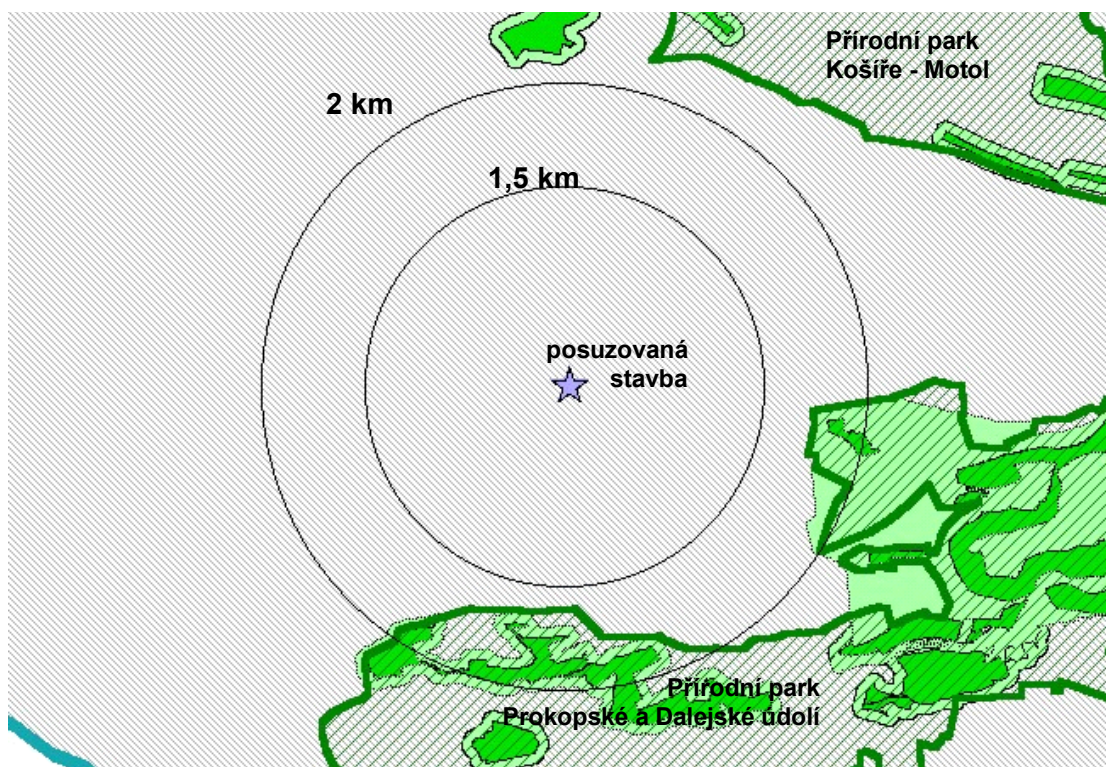 Přírodní park
Košíře - Motol
2 km
1,5 km
posuzovaná
stavba
Přírodní park
Prokopské a Dalejské údolí